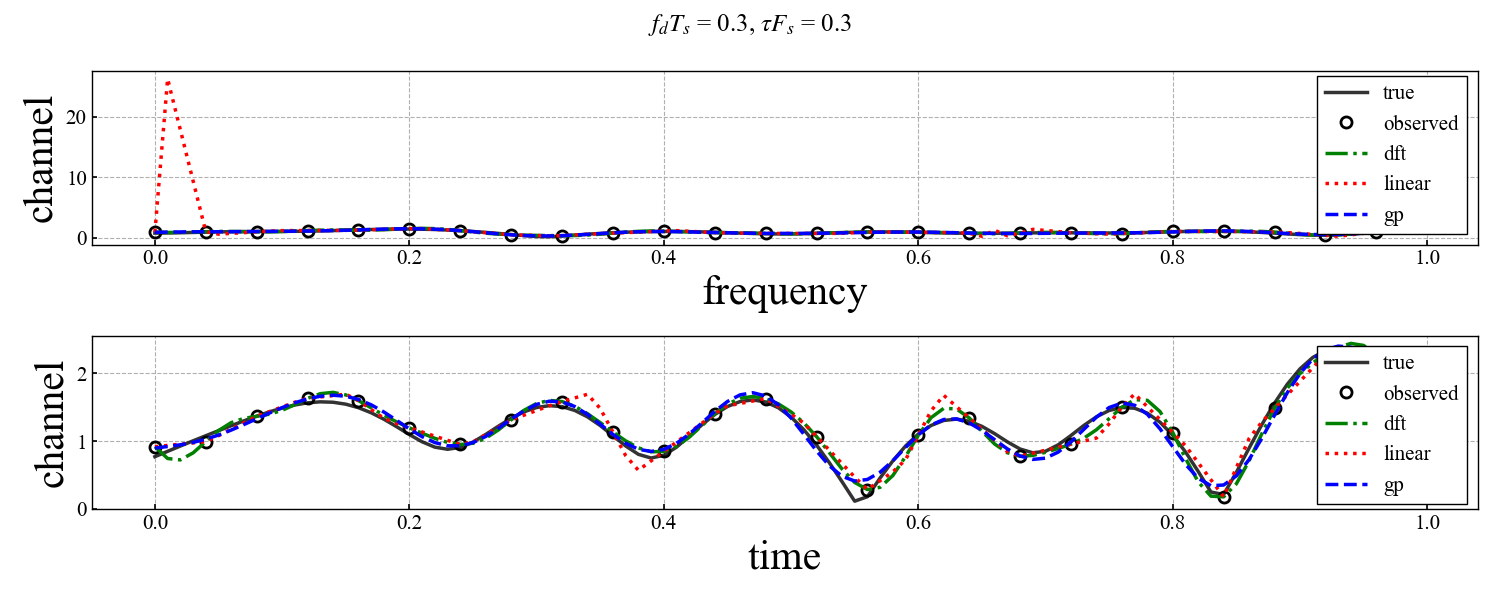 f_d T_s = 0.3, τF_s = 0.3
channel
20
10
0
true
observed
dft
linear
gp
0.0 0.2 0.4 0.6 0.8 1.0
frequency
channel
2
1
0
true
observed
dft
linear
gp
0.0 0.2 0.4 0.6 0.8 1.0
time